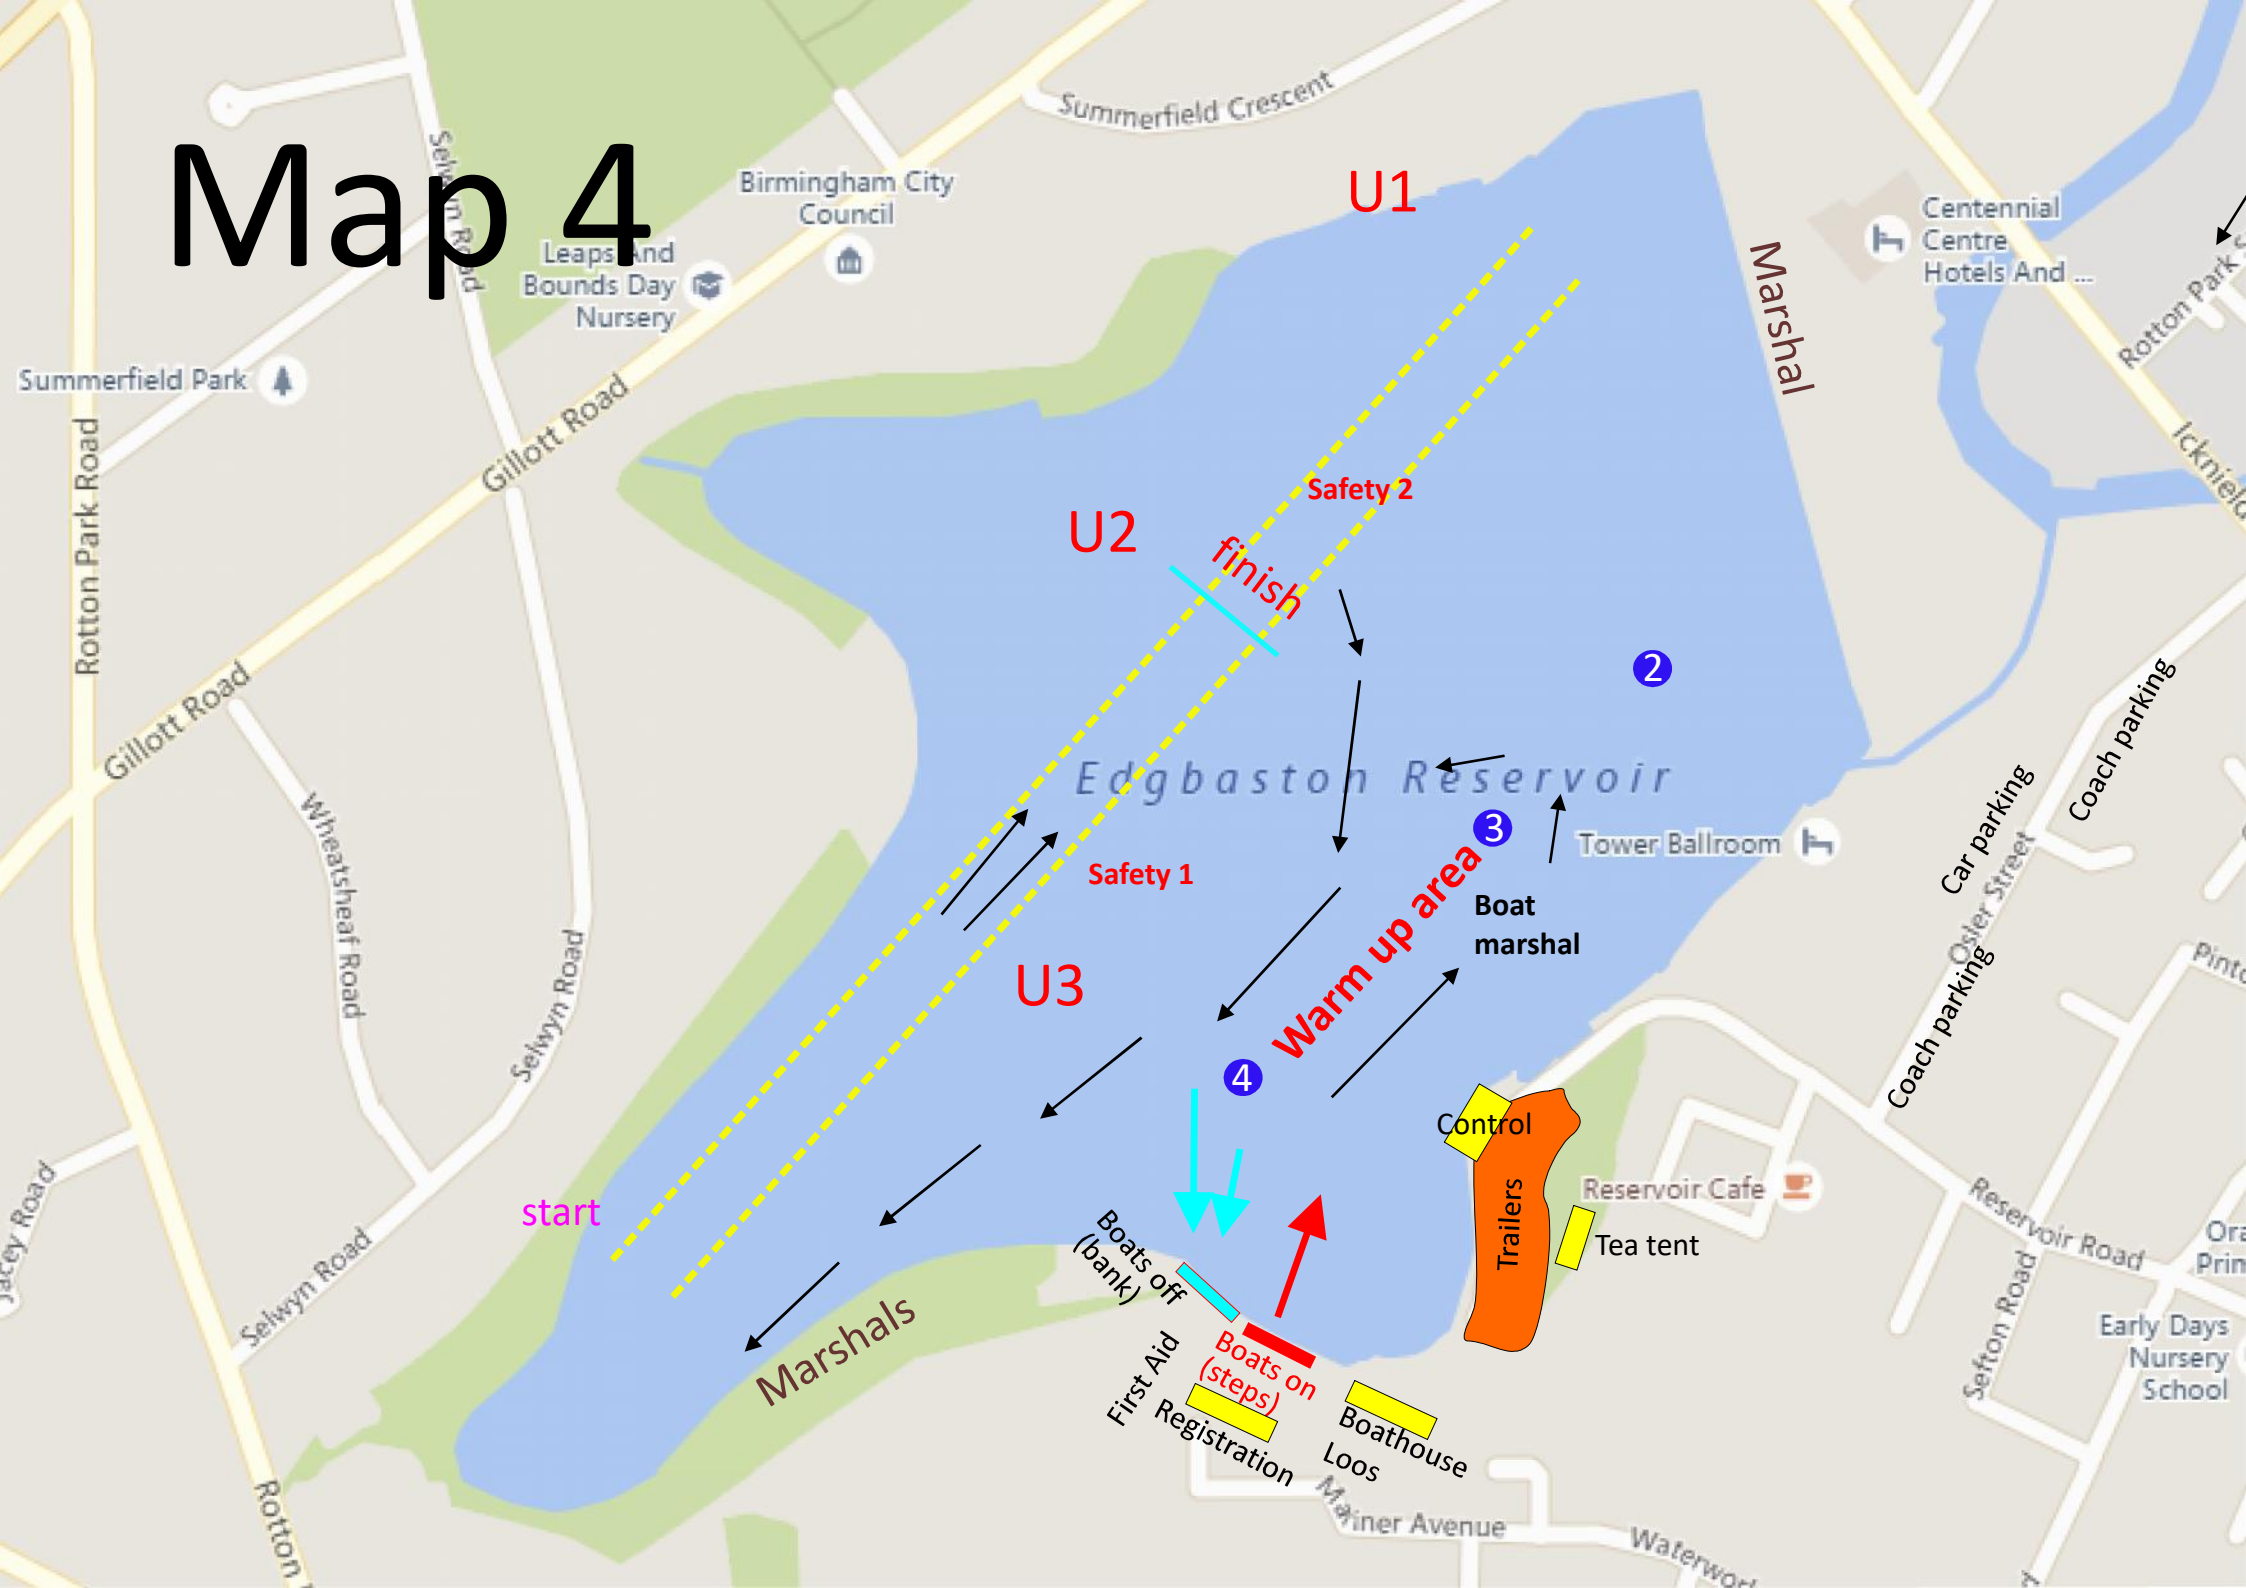 Map 4
Summerfield Crescent
Selwyn Road
Birmingham City
Council
U1
Centennial
Centre
Hotels And ...
Marshal
Leaps And
Bounds Day
Nursery
Rotton Park
Summerfield Park
Gillott Road
Rotton Park Road
Safety 2
U2
finish
2
Gillott Road
Edgbaston Reservoir
3
Tower Ballroom
Car parking
Coach parking
Osler Street
Coach parking
Wheatsheaf Road
Safety 1
Warm up area
Boat
marshal
U3
Selwyn Road
4
Control
Trailers
Reservoir Cafe
Tea tent
Reservoir Road
start
Boats off
(bank)
Marshals
Selwyn Road
First Aid
Boats on
(steps)
Registration
Boathouse
Loos
Sefton Road
Early Days
Nursery
School
Mariner Avenue
Rotton